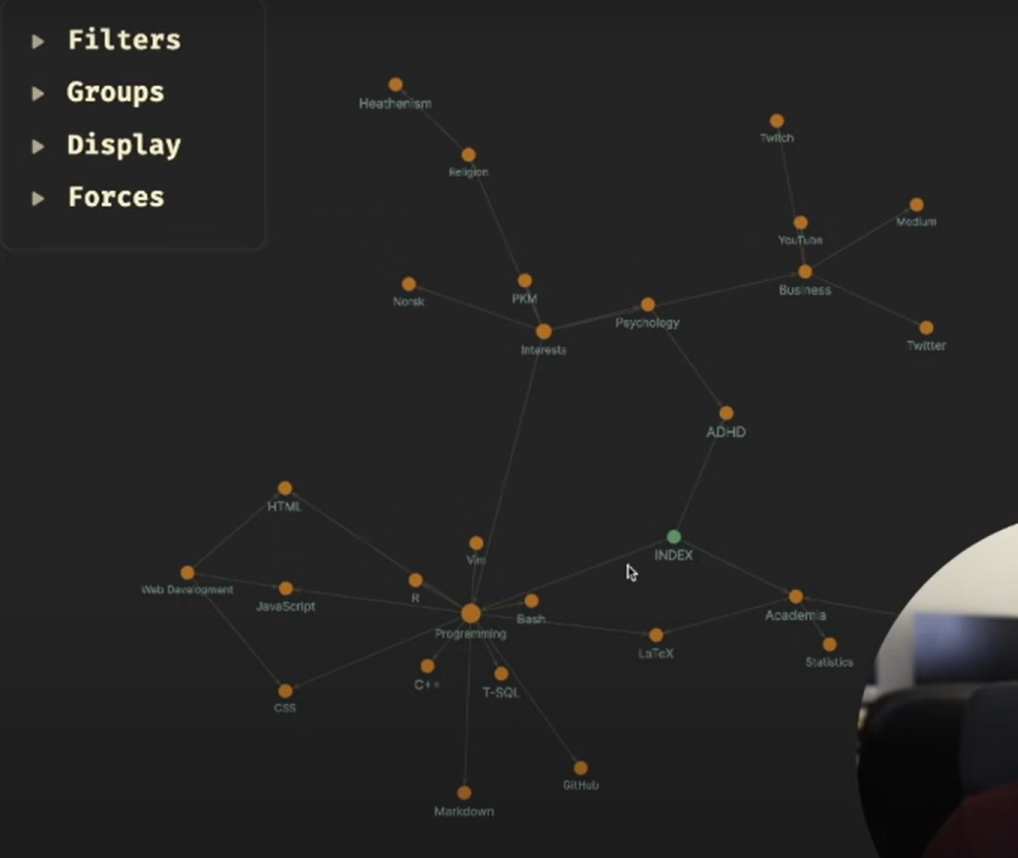 Filters
Groups
Display
Forces
Heathenism
Twitch
Religion
Medium
YouTube
Norsk
PKM
Business
Psychology
Interests
Twitter
ADHD
HTML
Vim
INDEX
Web Development
JavaScript
R
Bash
Programming
Academia
LaTeX
Statistics
C++
T-SQL
CSS
GitHub
Markdown